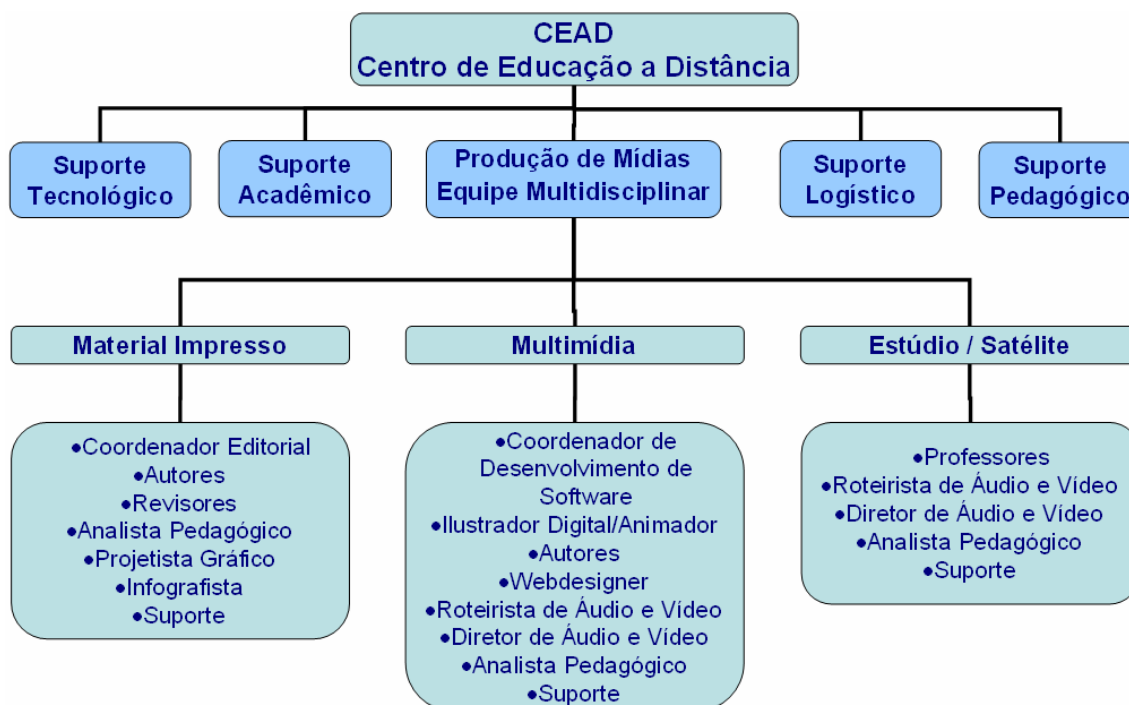 CEAD
Centro de Educação a Distância
Suporte
Tecnológico
Suporte
Acadêmico
Produção de Mídias
Equipe Multidisciplinar
Suporte
Logístico
Suporte
Pedagógico
Material Impresso
Multimídia
Estúdio / Satélite
•Coordenador Editorial
•Autores
•Revisores
•Analista Pedagógico
•Projetista Gráfico
•Infografista
•Suporte
•Coordenador de
Desenvolvimento de
Software
•Ilustrador Digital/Animador
•Autores
•Webdesigner
•Roteirista de Áudio e Vídeo
•Diretor de Áudio e Vídeo
•Analista Pedagógico
•Suporte
•Professores
•Roteirista de Áudio e Vídeo
•Diretor de Áudio e Vídeo
•Analista Pedagógico
•Suporte